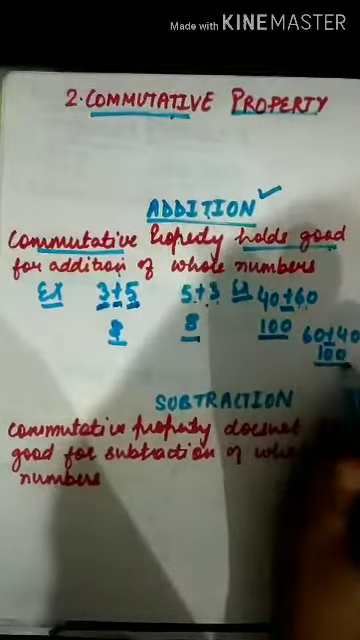 Made with KINEMASTER
2. COMMUTATIVE PROPERTY
ADDITION ✓
Commutative Property holds good
for addition of whole numbers
Ex 3+5 5+3 Ex 40+60
8 8 100 60+40
100
SUBTRACTION
Commutative property doesnot
good for subtraction of
numbers